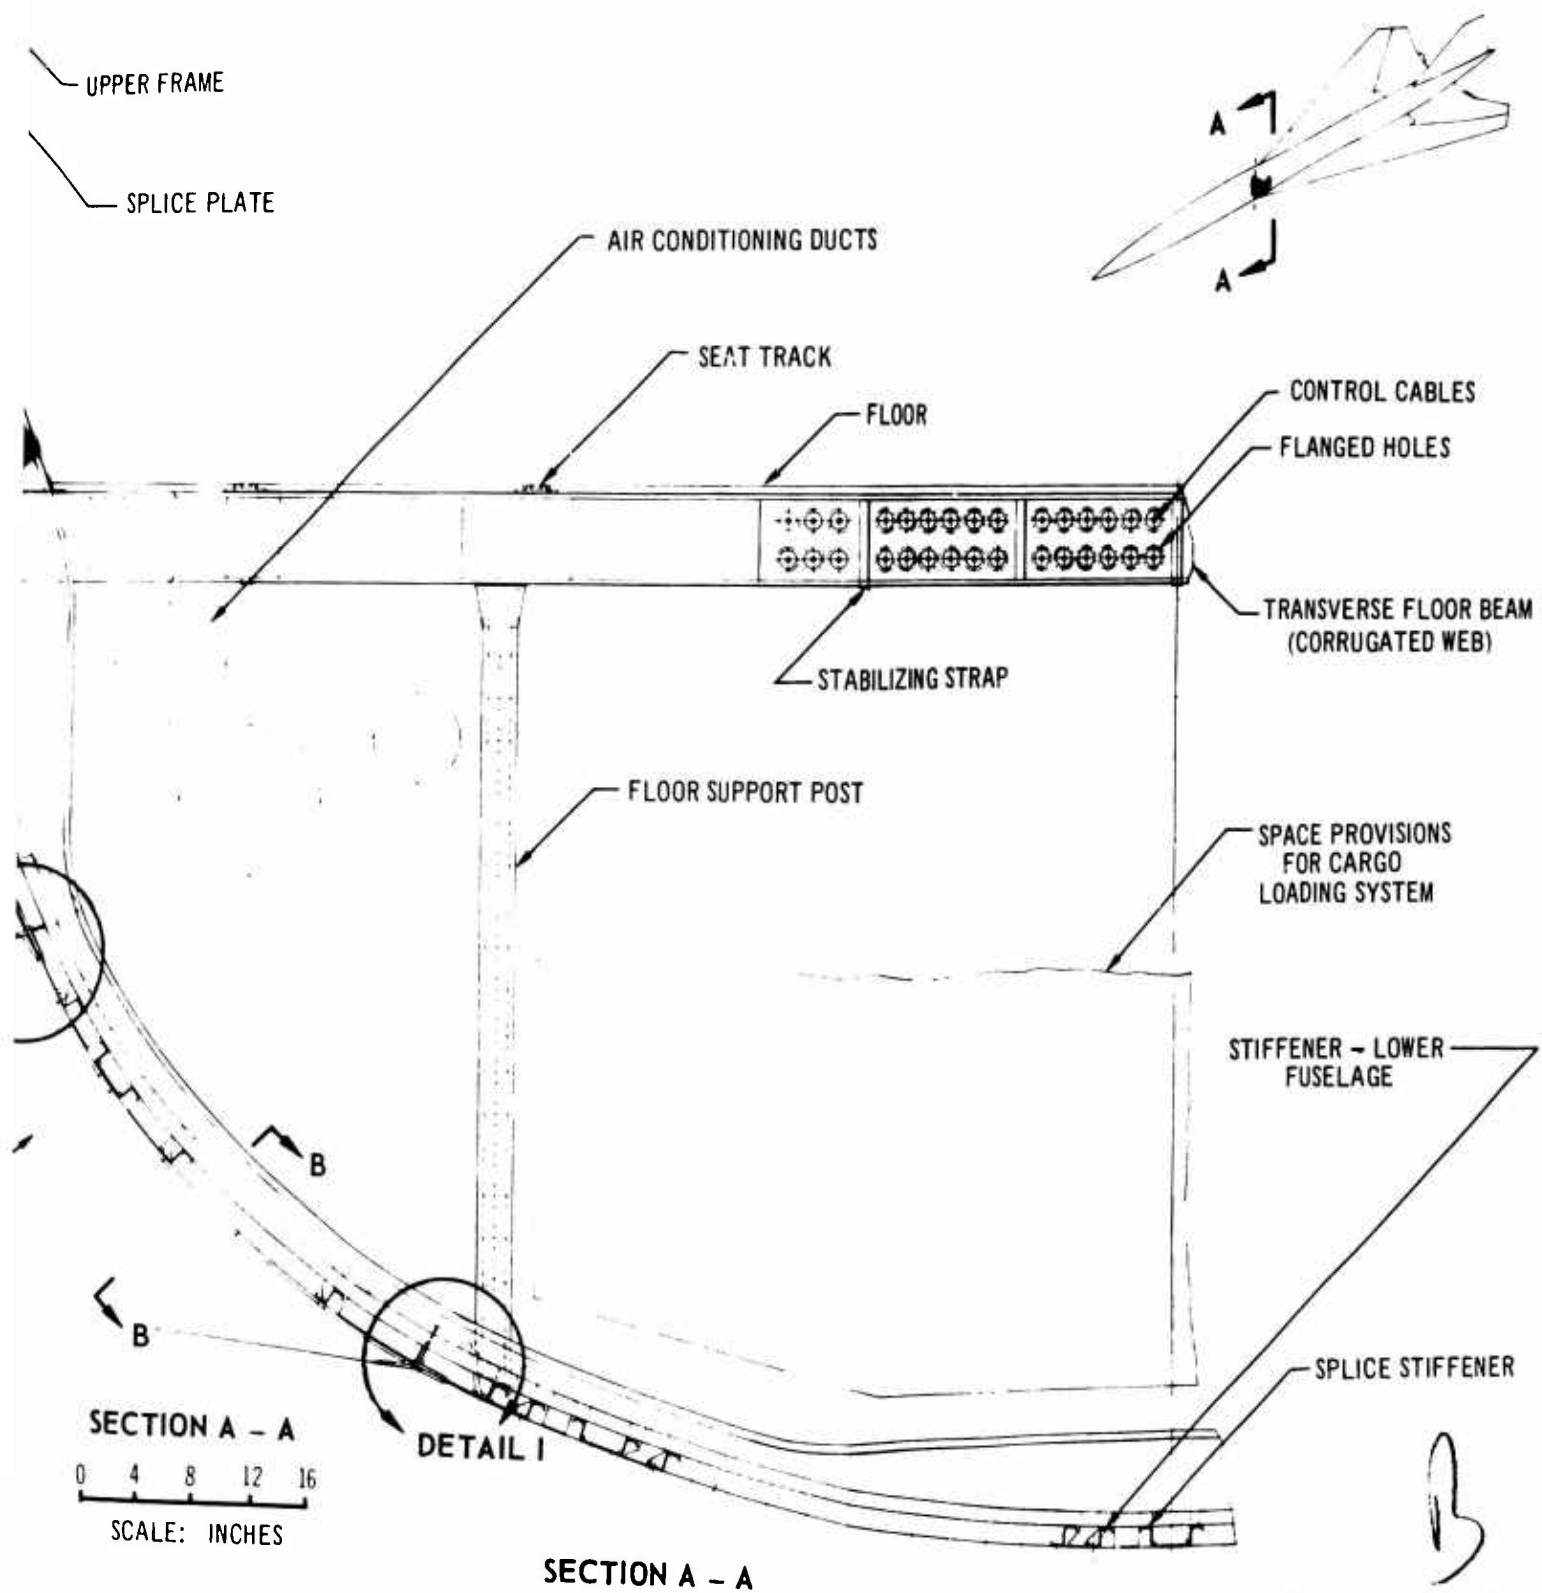 UPPER FRAME
SPLICE PLATE
A
A
AIR CONDITIONING DUCTS
SEAT TRACK
FLOOR
CONTROL CABLES
FLANGED HOLES
TRANSVERSE FLOOR BEAM
(CORRUGATED WEB)
STABILIZING STRAP
FLOOR SUPPORT POST
SPACE PROVISIONS
FOR CARGO
LOADING SYSTEM
STIFFENER - LOWER
FUSELAGE
B
B
SPLICE STIFFENER
DETAIL 1
SECTION A - A
0 4 8 12 16
SCALE: INCHES
SECTION A - A
B